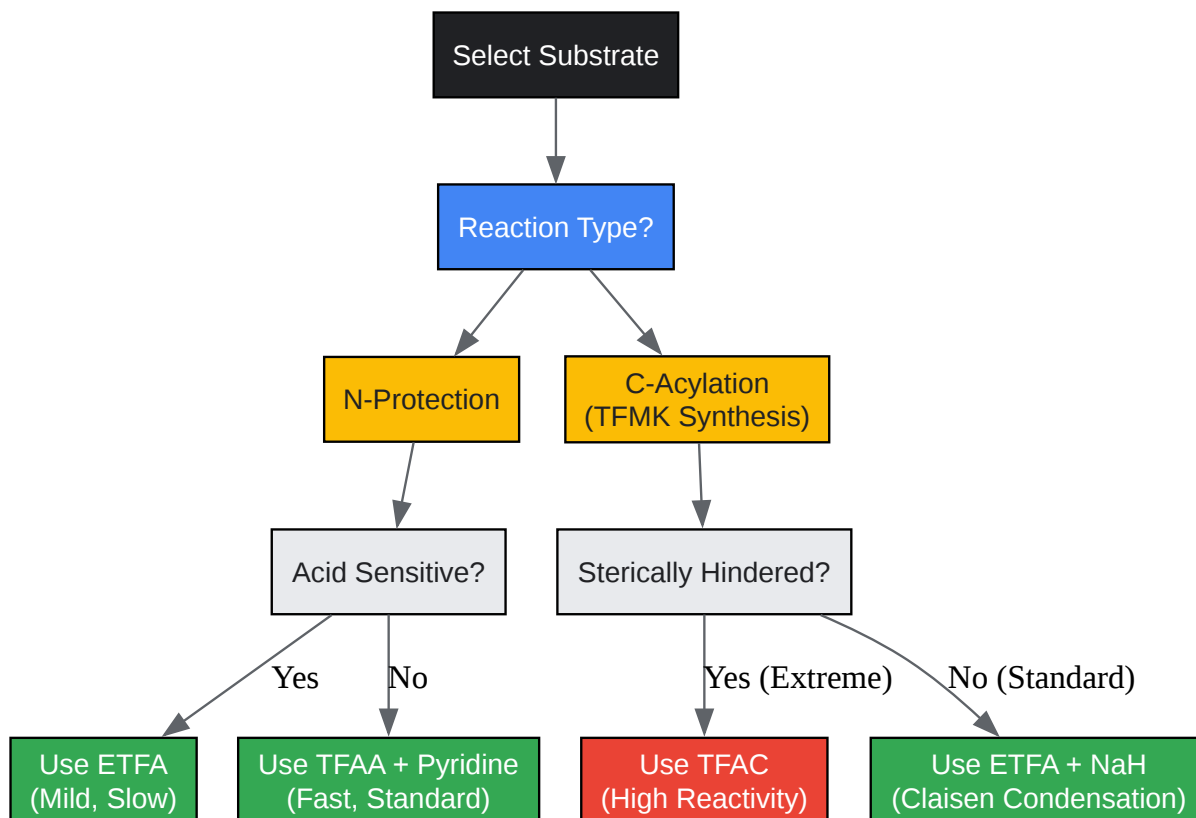 Select Substrate
Reaction Type?
N-Protection
C-Acylation
(TFMK Synthesis)
Acid Sensitive?
Sterically Hindered?
Yes
No
Yes (Extreme)
No (Standard)
Use ETFA
(Mild, Slow)
Use TFAA + Pyridine
(Fast, Standard)
Use TFAC
(High Reactivity)
Use ETFA + NaH
(Claisen Condensation)